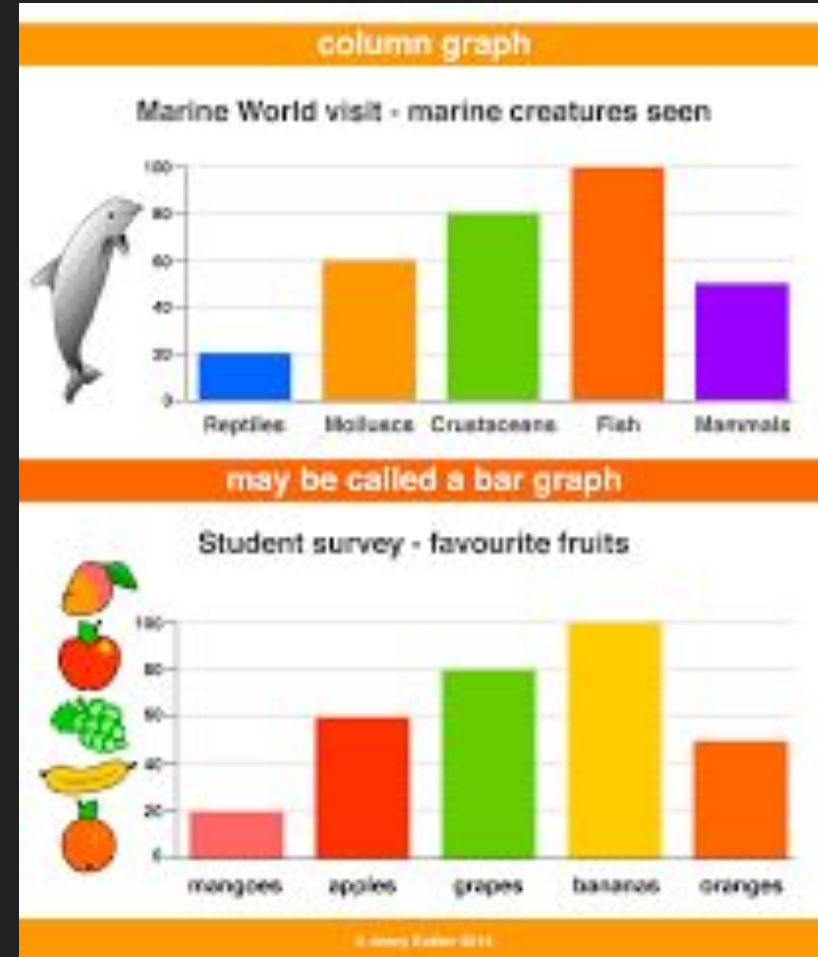 column graph
Marine World visit - marine creatures seen
100
80
60
40
20
0
Reptiles Molluscs Crustaceans Fish Mammals
may be called a bar graph
Student survey - favourite fruits
100
80
60
40
20
0
mangoes apples grapes bananas oranges